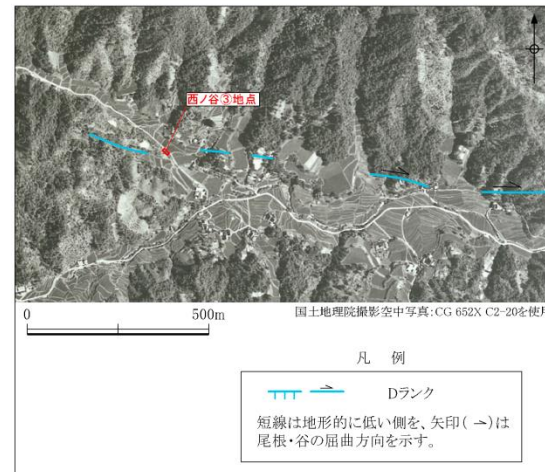 西ノ谷③地点
国土地理院撮影空中写真:CG 652X C2-20を使用
0 500m
凡 例
Dランク
短線は地形的に低い側を、矢印(→)は
尾根・谷の屈曲方向を示す。